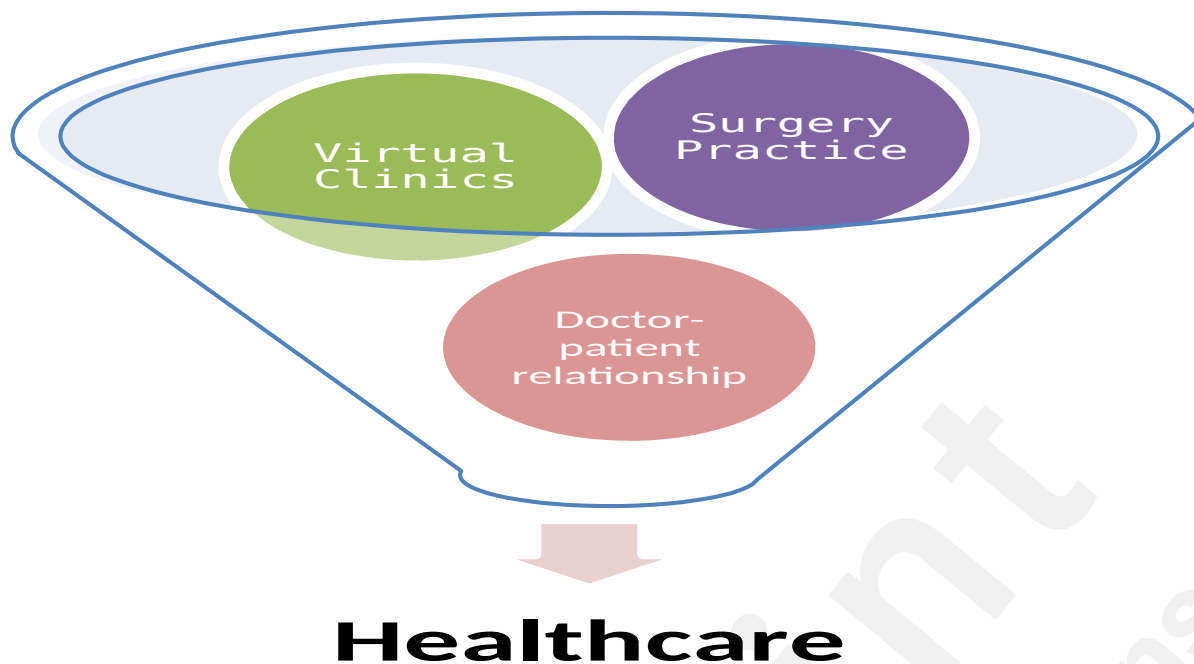 Virtual
Clinics
Surgery
Practice
Doctor-
patient
relationship
Healthcare